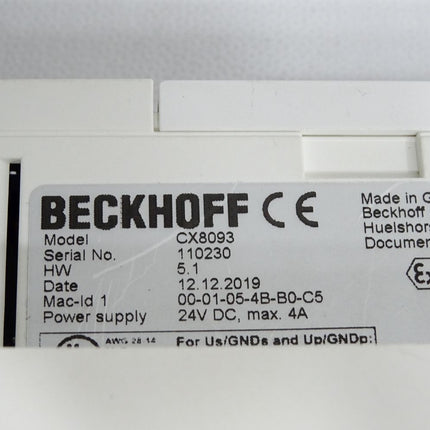 BECKHOFF CE
Model CX8093
Serial No. 110230
HW 5.1
Date 12.12.2019
Mac-Id 1 00-01-05-4B-B0-C5
Power supply 24V DC, max. 4A
AWG 28-14
For Us/GNDs and Up/GNDp:
Made in G
Beckhoff
Huelshors
Documen
Ex